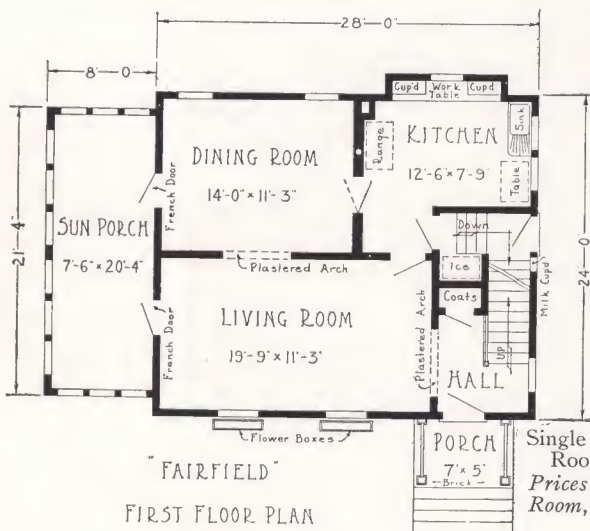 28'-0"
8'-0"
Cup'd
Work
Table
Cup'd
Sink
KITCHEN
12'-6" x 7'-9"
Range
Table
DINING ROOM
14'-0" x 11'-3"
French Door
SUN PORCH
7'-6" x 20'-4"
21'-4"
24'-0
Down
Ice
Milk Cup'd
Plastered Arch
Coats
LIVING ROOM
19'-9" x 11'-3"
French Door
Plastered Arch
UP
HALL
Flower Boxes
PORCH
7' x 5'
Brick
"FAIRFIELD"
FIRST FLOOR PLAN
Single
Roo
Prices
Room,